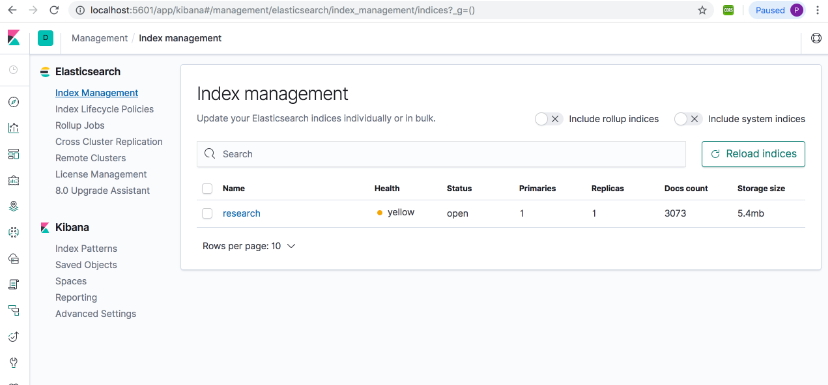 localhost:5601/app/kibana#/management/elasticsearch/index_management/indices?_g=()
Paused P
D Management / Index management
Elasticsearch
Index Management
Index Lifecycle Policies
Rollup Jobs
Cross Cluster Replication
Remote Clusters
License Management
8.0 Upgrade Assistant
Kibana
Index Patterns
Saved Objects
Spaces
Reporting
Advanced Settings
Index management
Update your Elasticsearch indices individually or in bulk.
Include rollup indices
Include system indices
Search
Reload indices
Name Health Status Primaries Replicas Docs count Storage size
research yellow open 1 1 3073 5.4mb
Rows per page: 10